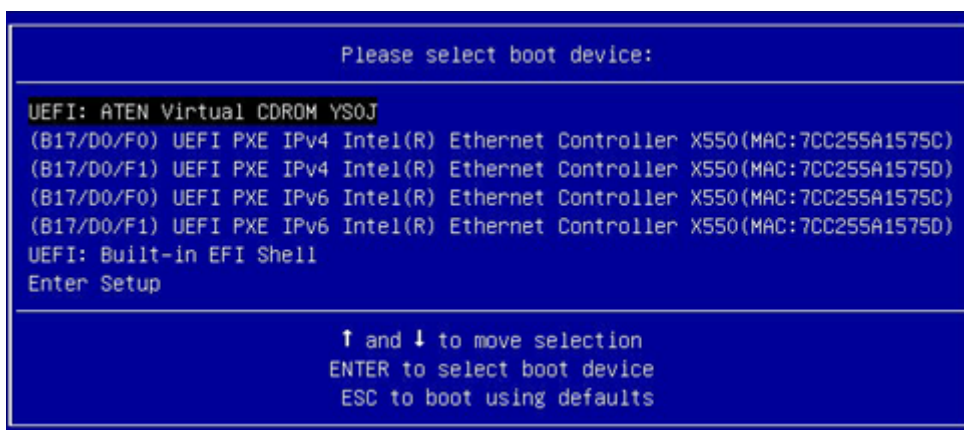 Please select boot device:
UEFI: ATEN Virtual CDROM YS0J
(B17/D0/F0) UEFI PXE IPv4 Intel(R) Ethernet Controller X550(MAC:7CC255A1575C)
(B17/D0/F1) UEFI PXE IPv4 Intel(R) Ethernet Controller X550(MAC:7CC255A1575D)
(B17/D0/F0) UEFI PXE IPv6 Intel(R) Ethernet Controller X550(MAC:7CC255A1575C)
(B17/D0/F1) UEFI PXE IPv6 Intel(R) Ethernet Controller X550(MAC:7CC255A1575D)
UEFI: Built-in EFI Shell
Enter Setup
↑ and ↓ to move selection
ENTER to select boot device
ESC to boot using defaults